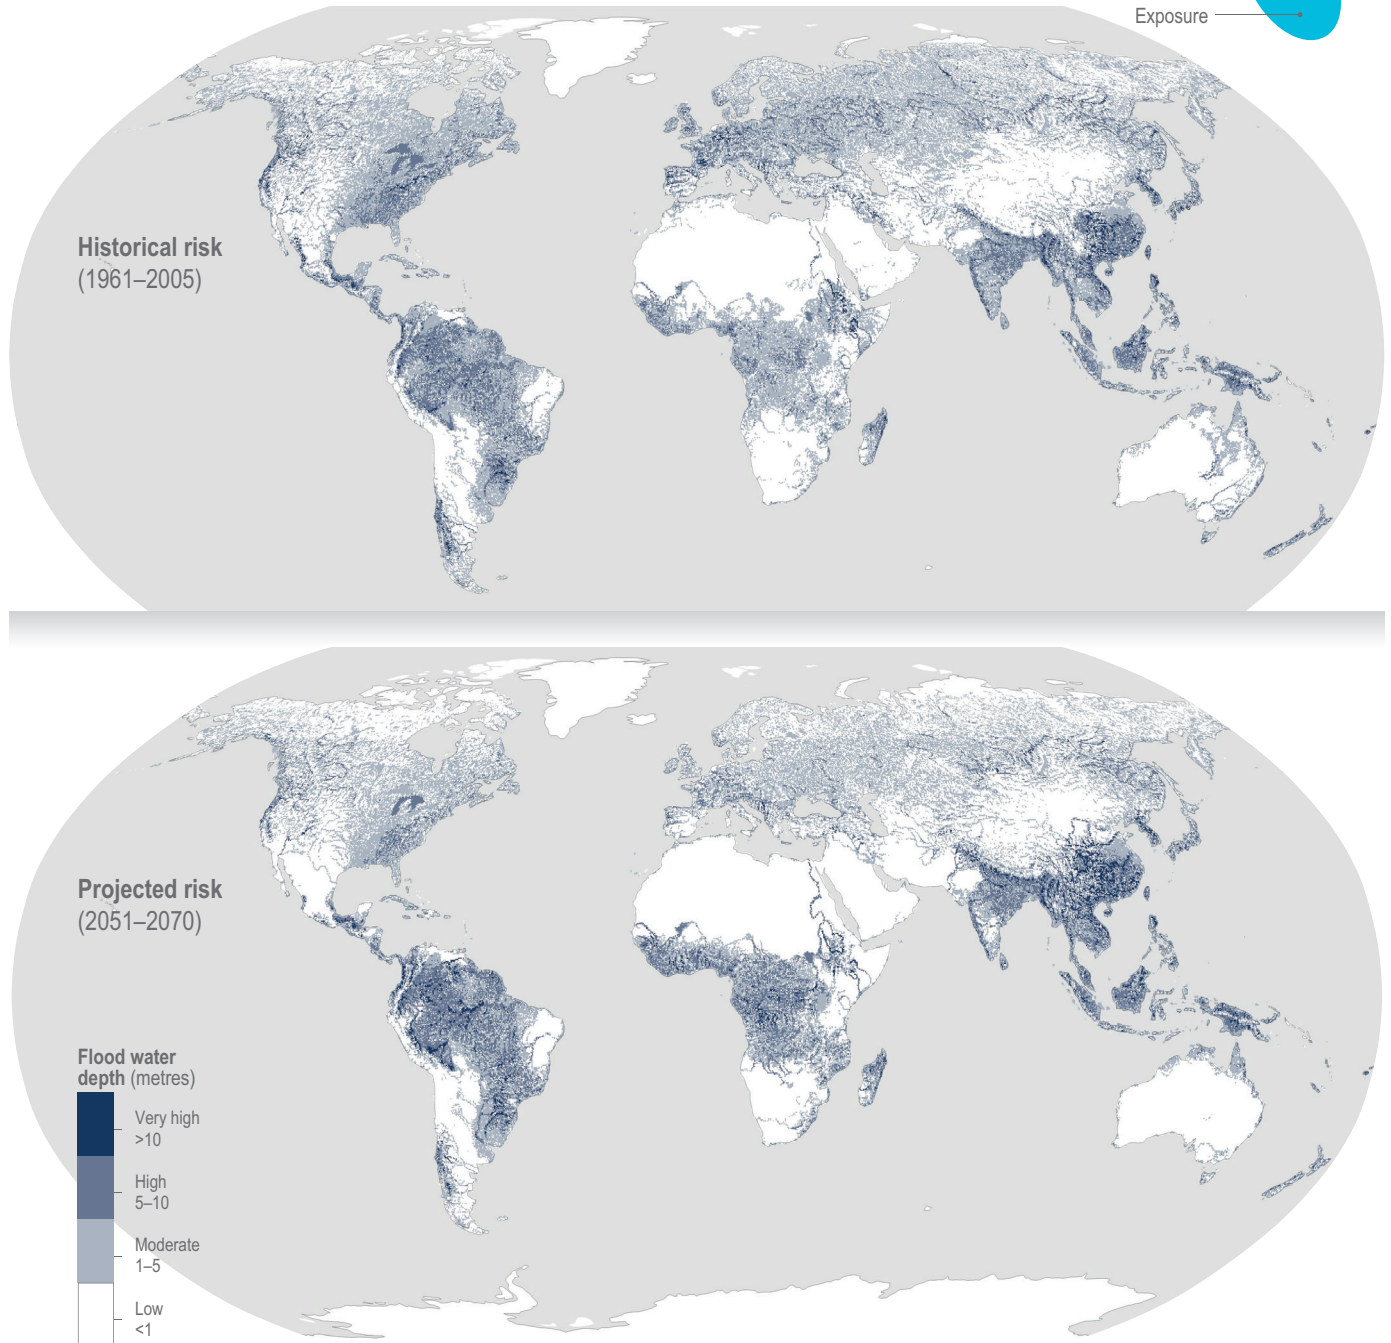 Exposure
Historical risk
(1961–2005)
Projected risk
(2051–2070)
Flood water
depth (metres)
Very high
>10
High
5–10
Moderate
1–5
Low
<1